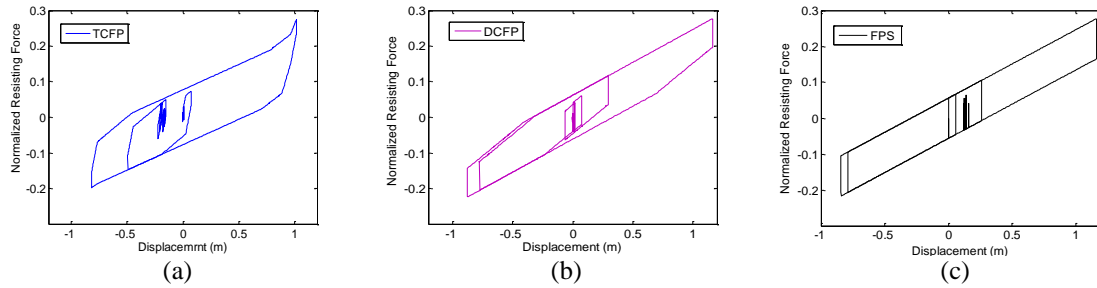 TCFP
Normalized Resisting Force
0.3
0.2
0.1
0
-0.1
-0.2
-1
-0.5
0
0.5
1
Displacemnt (m)
(a)
DCFP
Normalized Resisting Force
0.3
0.2
0.1
0
-0.1
-0.2
-1
-0.5
0
0.5
1
Displacement (m)
(b)
FPS
Normalized Resisting Force
0.3
0.2
0.1
0
-0.1
-0.2
-1
-0.5
0
0.5
1
Displacement (m)
(c)